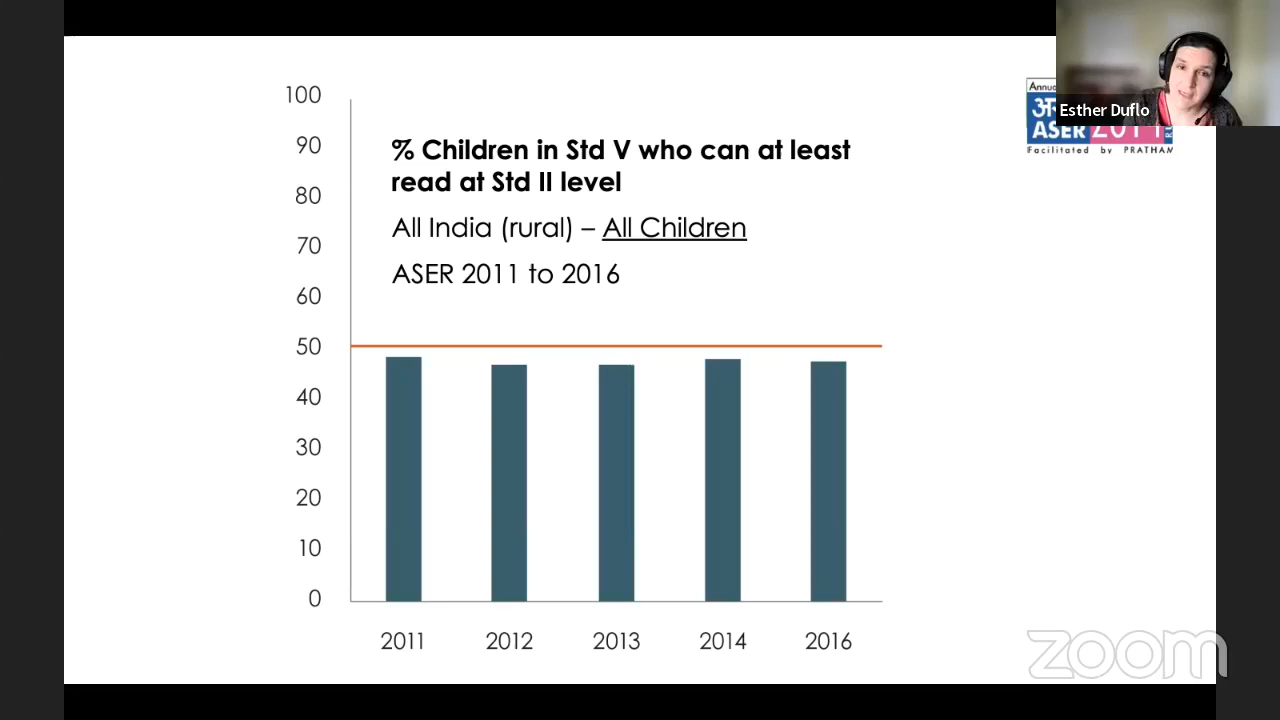 100
90
80
70
60
50
40
30
20
10
0
% Children in Std V who can at least
read at Std II level
All India (rural) – All Children
ASER 2011 to 2016
2011
2012
2013
2014
2016
Esther Duflo
ASER 2011
Facilitated by PRATHAM
zoom